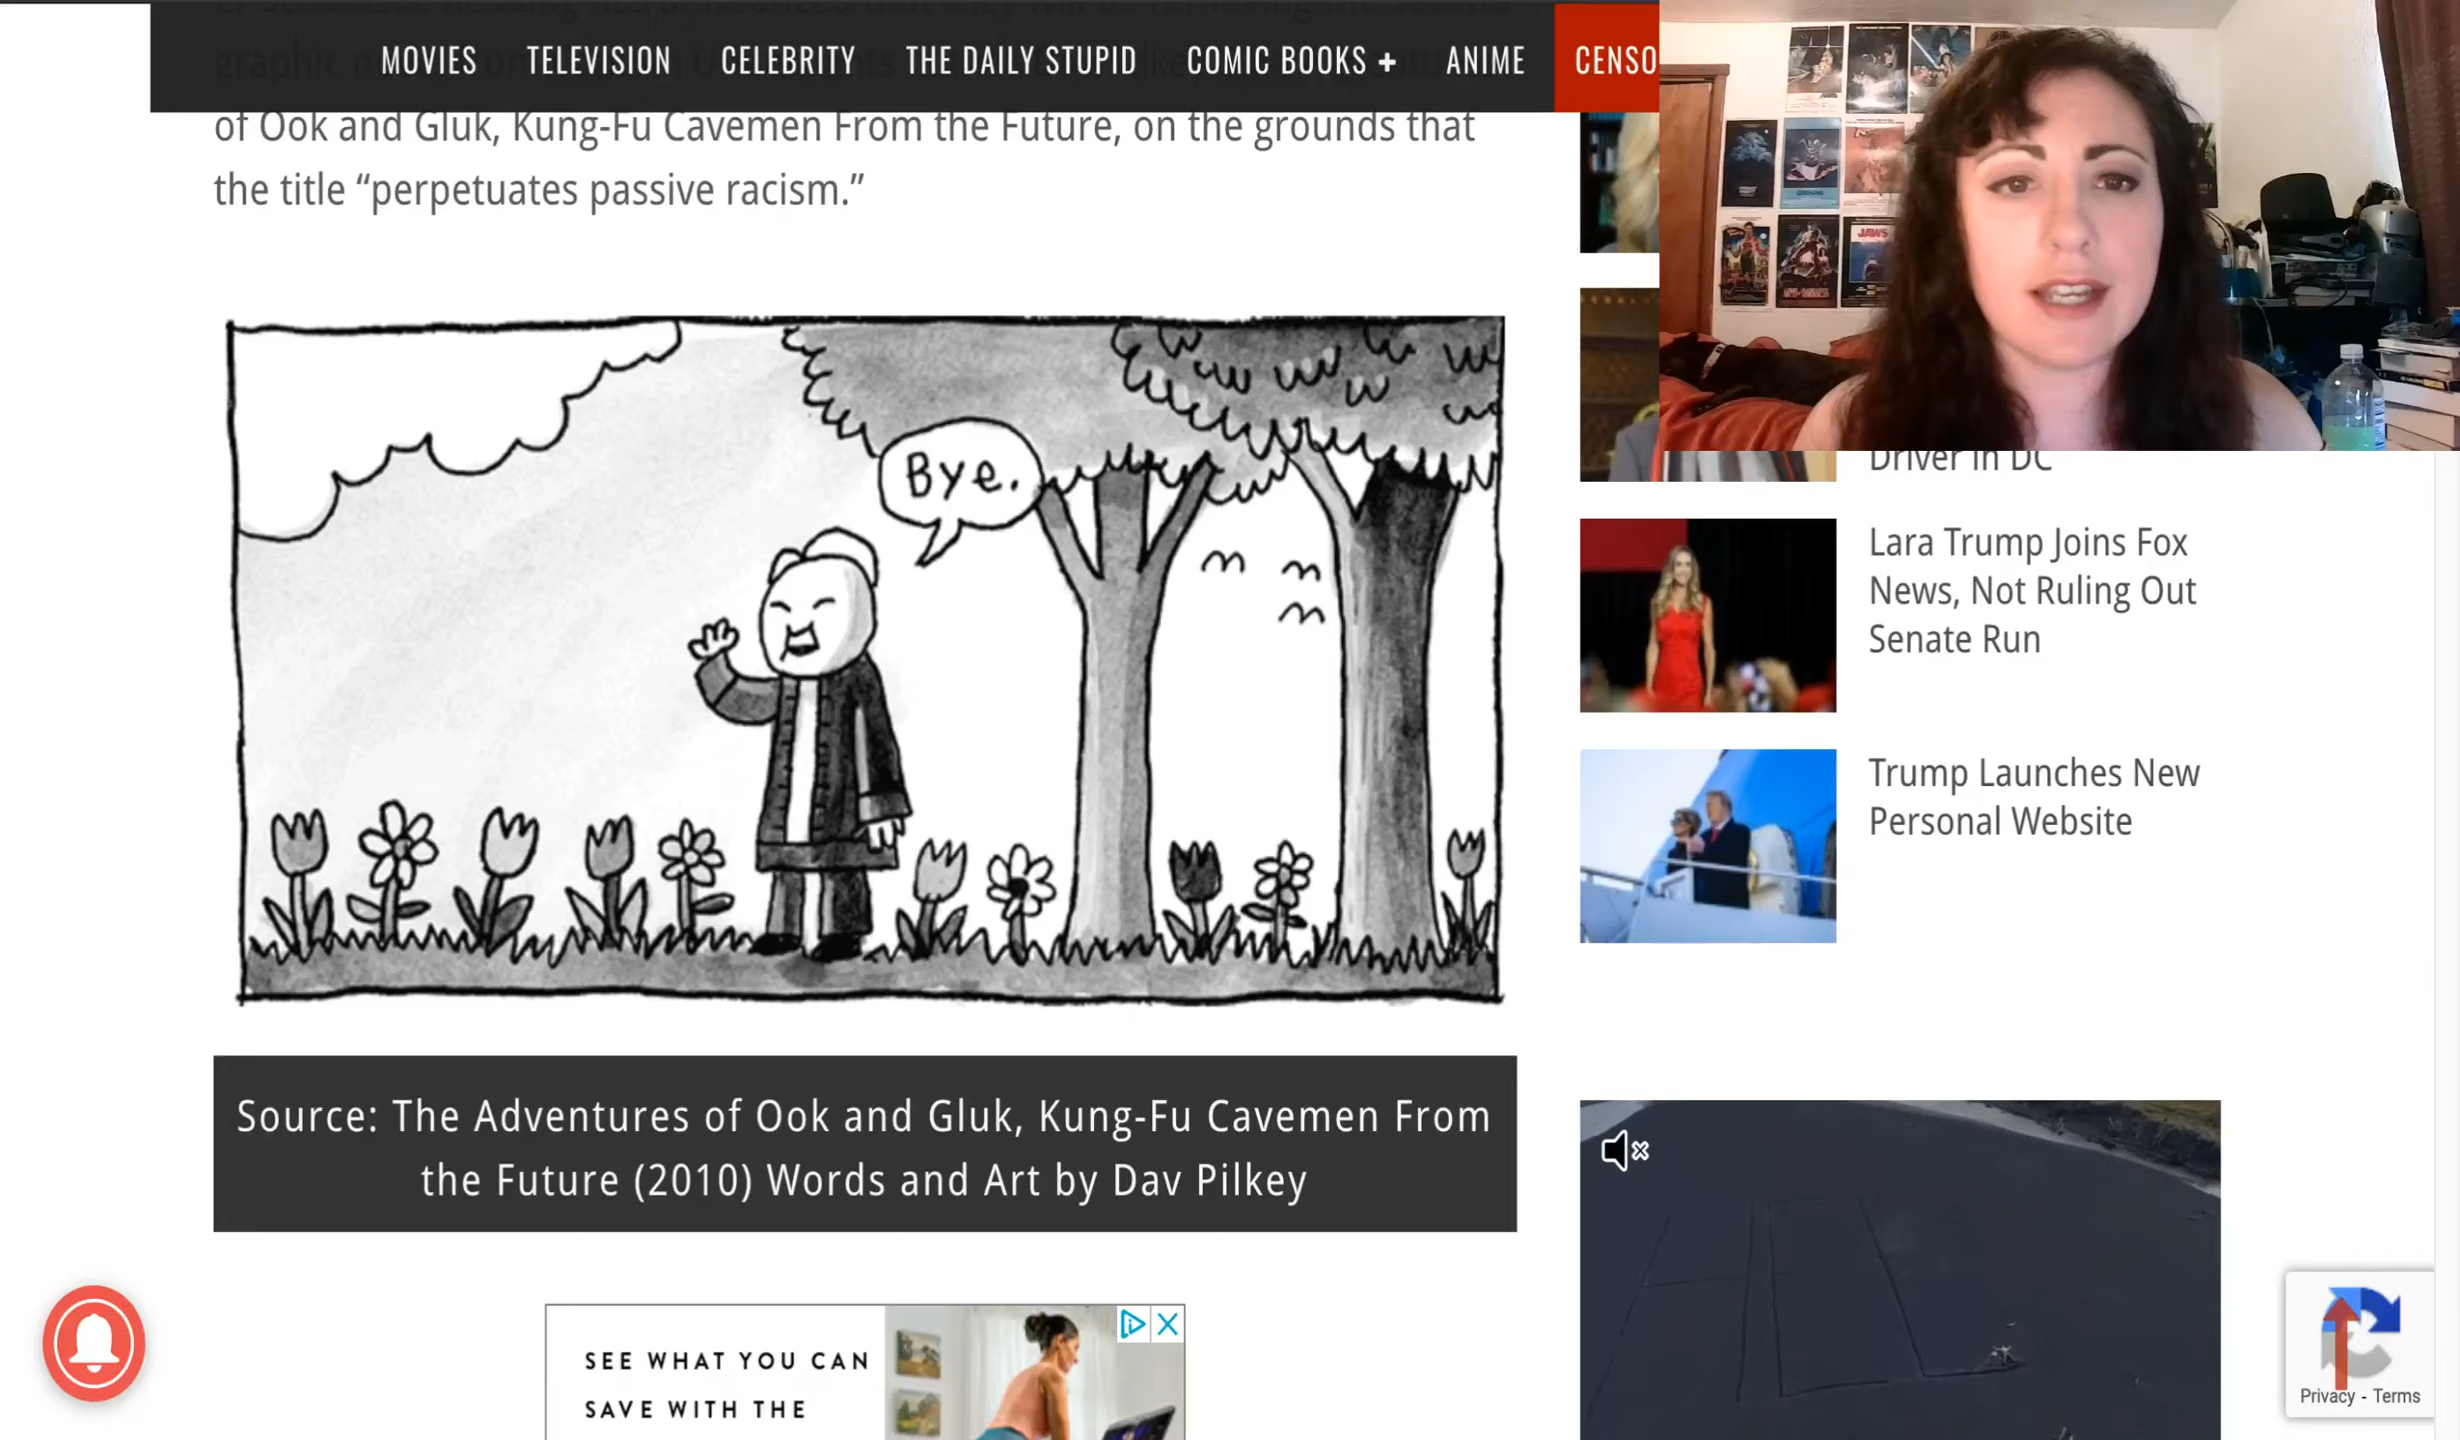 MOVIES TELEVISION CELEBRITY THE DAILY STUPID COMIC BOOKS + ANIME CENSO
of Ook and Gluk, Kung-Fu Cavemen From the Future, on the grounds that
the title “perpetuates passive racism.”
Bye.
Source: The Adventures of Ook and Gluk, Kung-Fu Cavemen From
the Future (2010) Words and Art by Dav Pilkey
SEE WHAT YOU CAN
SAVE WITH THE
JAWS
Driver in DC
Lara Trump Joins Fox
News, Not Ruling Out
Senate Run
Trump Launches New
Personal Website
Privacy - Terms